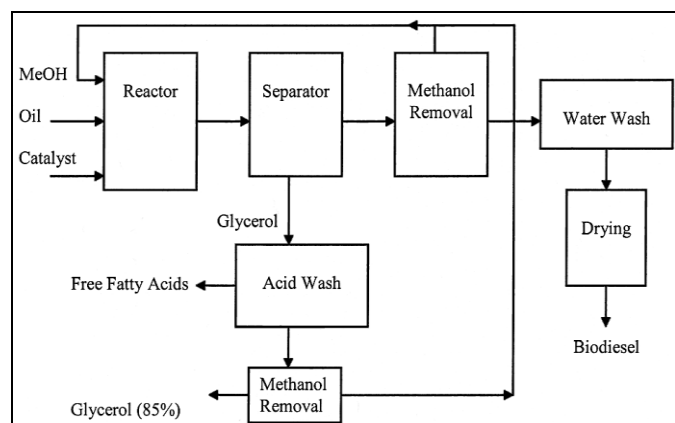 MeOH
Oil
Catalyst
Reactor
Separator
Methanol
Removal
Water Wash
Glycerol
Drying
Free Fatty Acids
Acid Wash
Biodiesel
Methanol
Removal
Glycerol (85%)